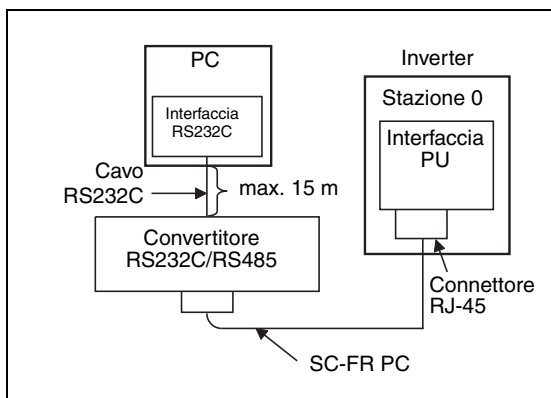 PC
Interfaccia
RS232C
Cavo
RS232C
max. 15 m
Convertitore
RS232C/RS485
Inverter
Stazione 0
Interfaccia
PU
Connettore
RJ-45
SC-FR PC